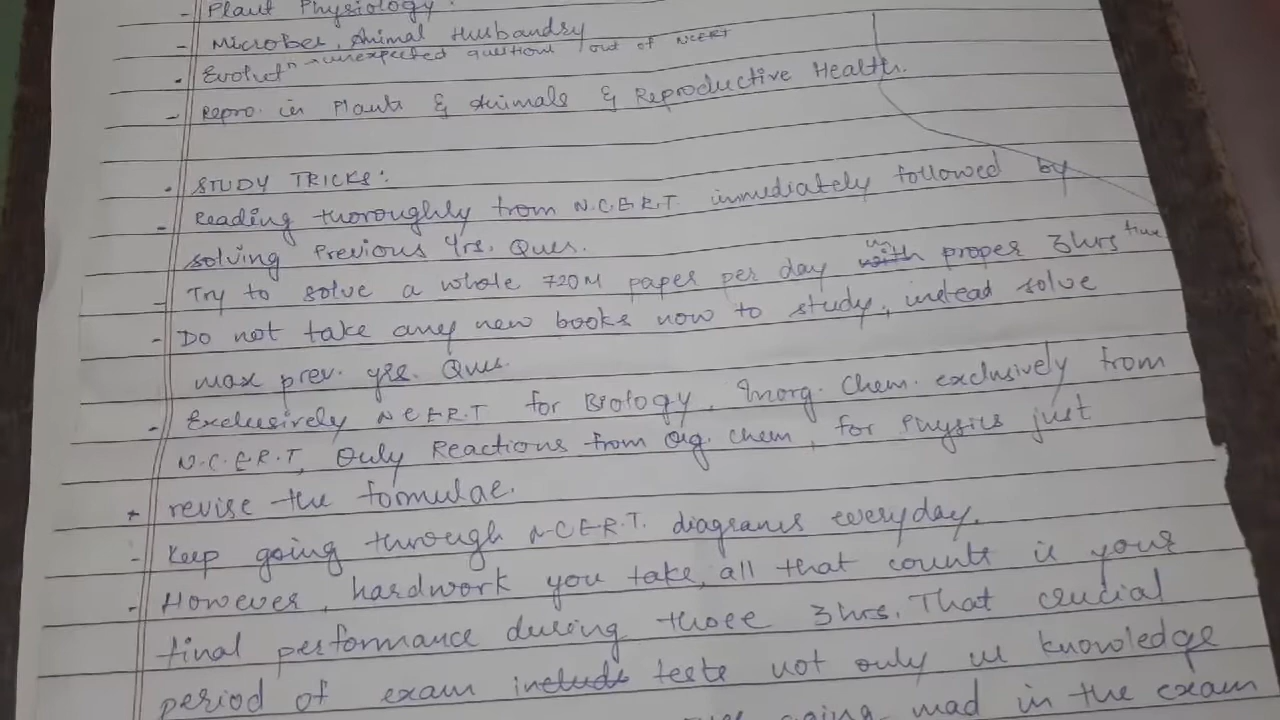 - Plant Physiology.
- Microbes, Animal Husbandry
- Evolutⁿ → unexpected questions out of NCERT
- Repro. in Plants & Animals & Reproductive Health.
• STUDY TRICKS:
- Reading thoroughly from N.C.E.R.T. immediately followed by
solving Previous Yrs. Ques.
- Try to solve a whole 720M paper per day with in proper 3hrs time
- Do not take any new books now to study, instead solve
max prev. yrs. Ques.
- Exclusively N C E.R.T for Biology, Inorg. Chem. exclusively from
N.C.E.R.T, Only Reactions from Org. chem, for Physics just
revise the formulae.
- Keep going through N.C.E.R.T. diagrams everyday.
- However, hardwork you take, all that counts is your
final performance during those 3 hrs. That crucial
period of exam includes tests not only ur knowledge
going mad in the exam